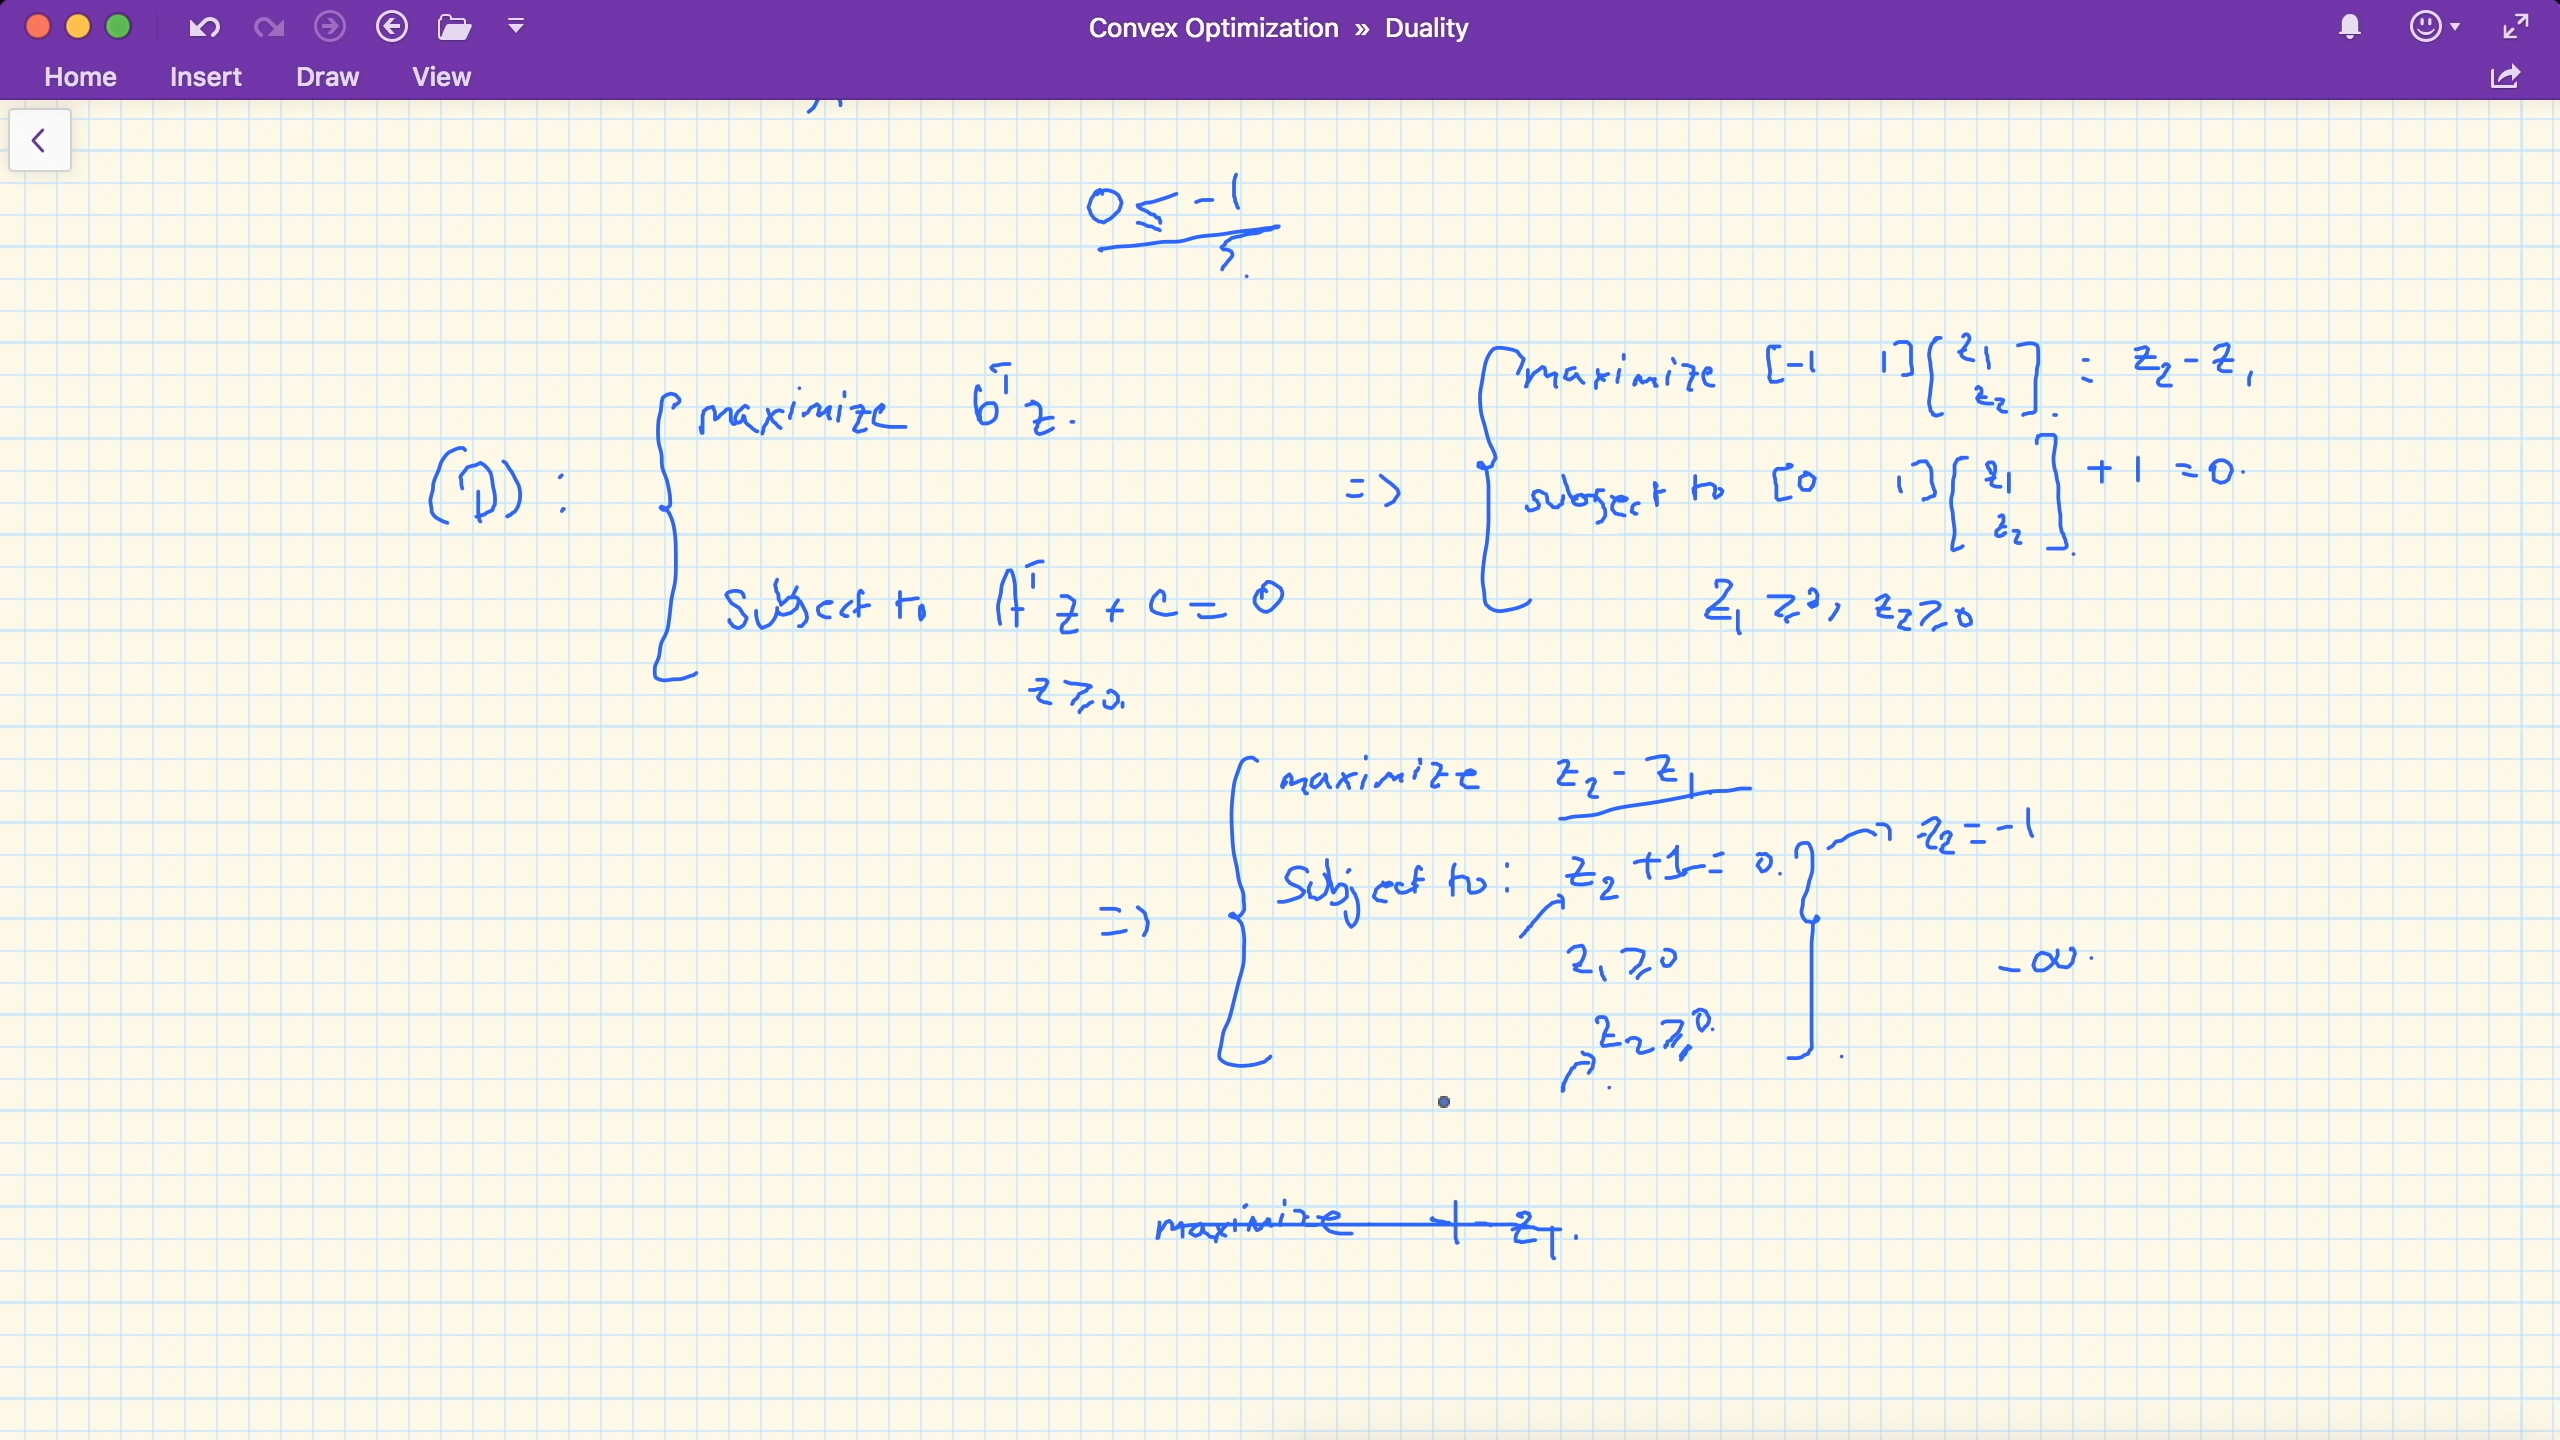 Convex Optimization » Duality
Home Insert Draw View
0 ≤ -1
maximize [-1 1] [z₁ z₂] = z₂ - z₁
maximize bᵀz.
(D) :
=>
subject to [0 1] [z₁ z₂] + 1 = 0.
Subject to Aᵀz + c = 0
z₁ ≥ 0, z₂ ≥ 0
z ≥ 0.
maximize z₂ - z₁
=>
Subject to: z₂ + 1 = 0. → z₂ = -1
z₁ ≥ 0
-∞.
z₂ ≥ 0.
maximize -1 - z₁.